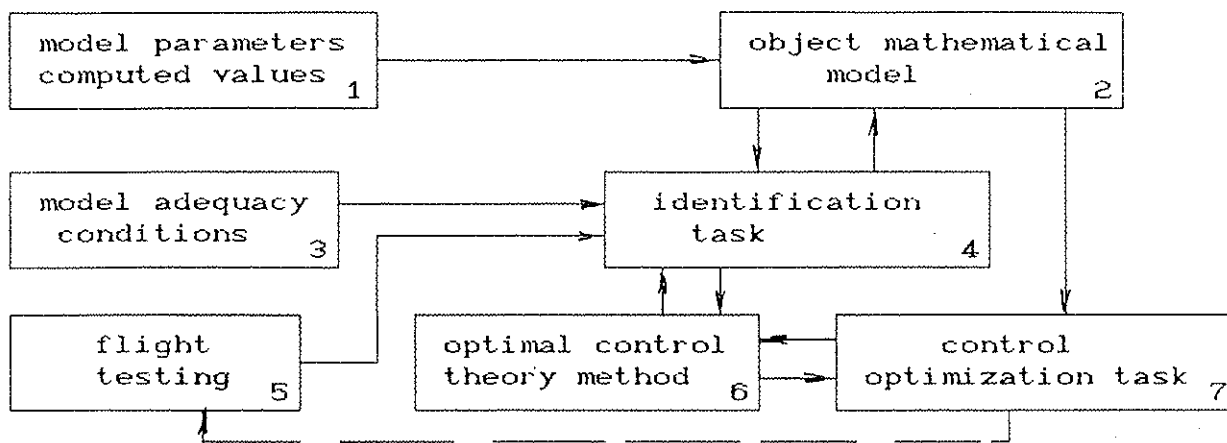 model parameters
computed values
1
object mathematical
model
2
model adequacy
conditions
3
identification
task
4
flight
testing
5
optimal control
theory method
6
control
optimization task
7